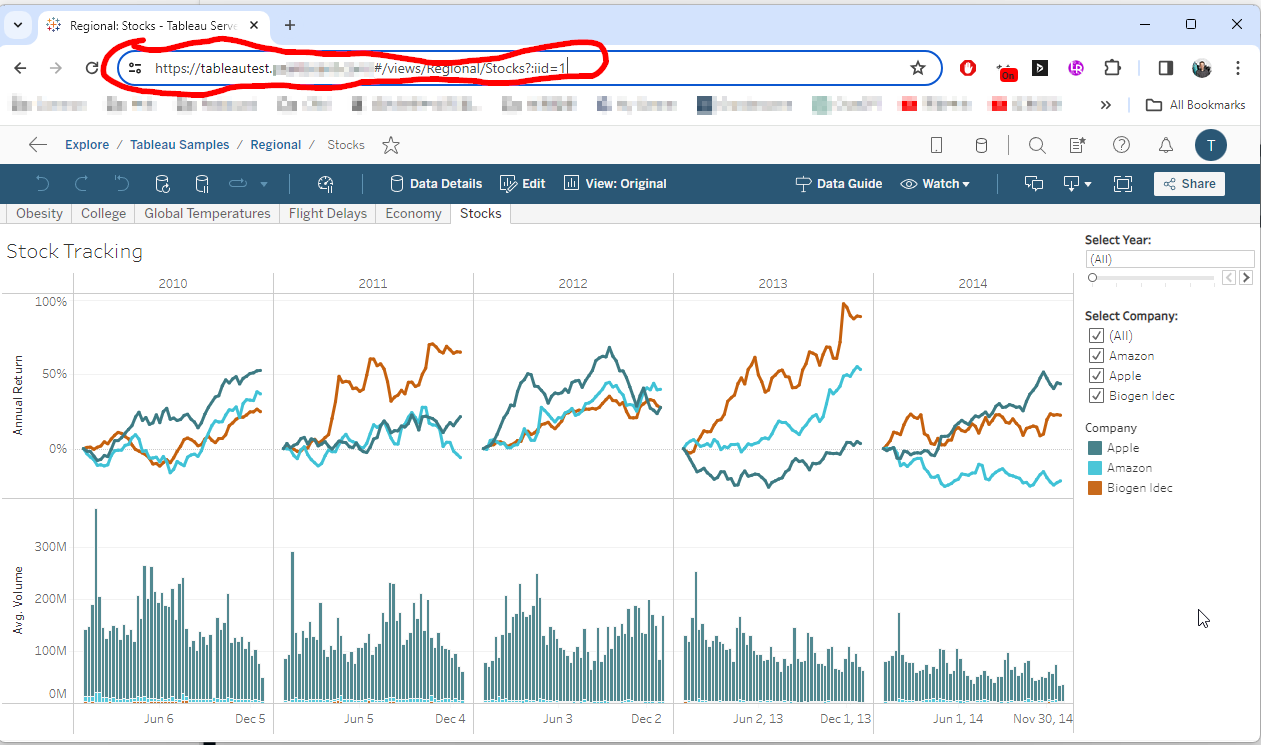 Regional: Stocks - Tableau Serve
https://tableautest. #/views/Regional/Stocks?:iid=1
On
All Bookmarks
Explore / Tableau Samples / Regional / Stocks
T
Data Details Edit View: Original Data Guide Watch Share
Obesity College Global Temperatures Flight Delays Economy Stocks
Stock Tracking
Select Year:
(All)
2010 2011 2012 2013 2014
Annual Return
100%
50%
0%
Select Company:
(All)
Amazon
Apple
Biogen Idec
Company
Apple
Amazon
Biogen Idec
Avg. Volume
300M
200M
100M
0M
Jun 6 Dec 5 Jun 5 Dec 4 Jun 3 Dec 2 Jun 2, 13 Dec 1, 13 Jun 1, 14 Nov 30, 14